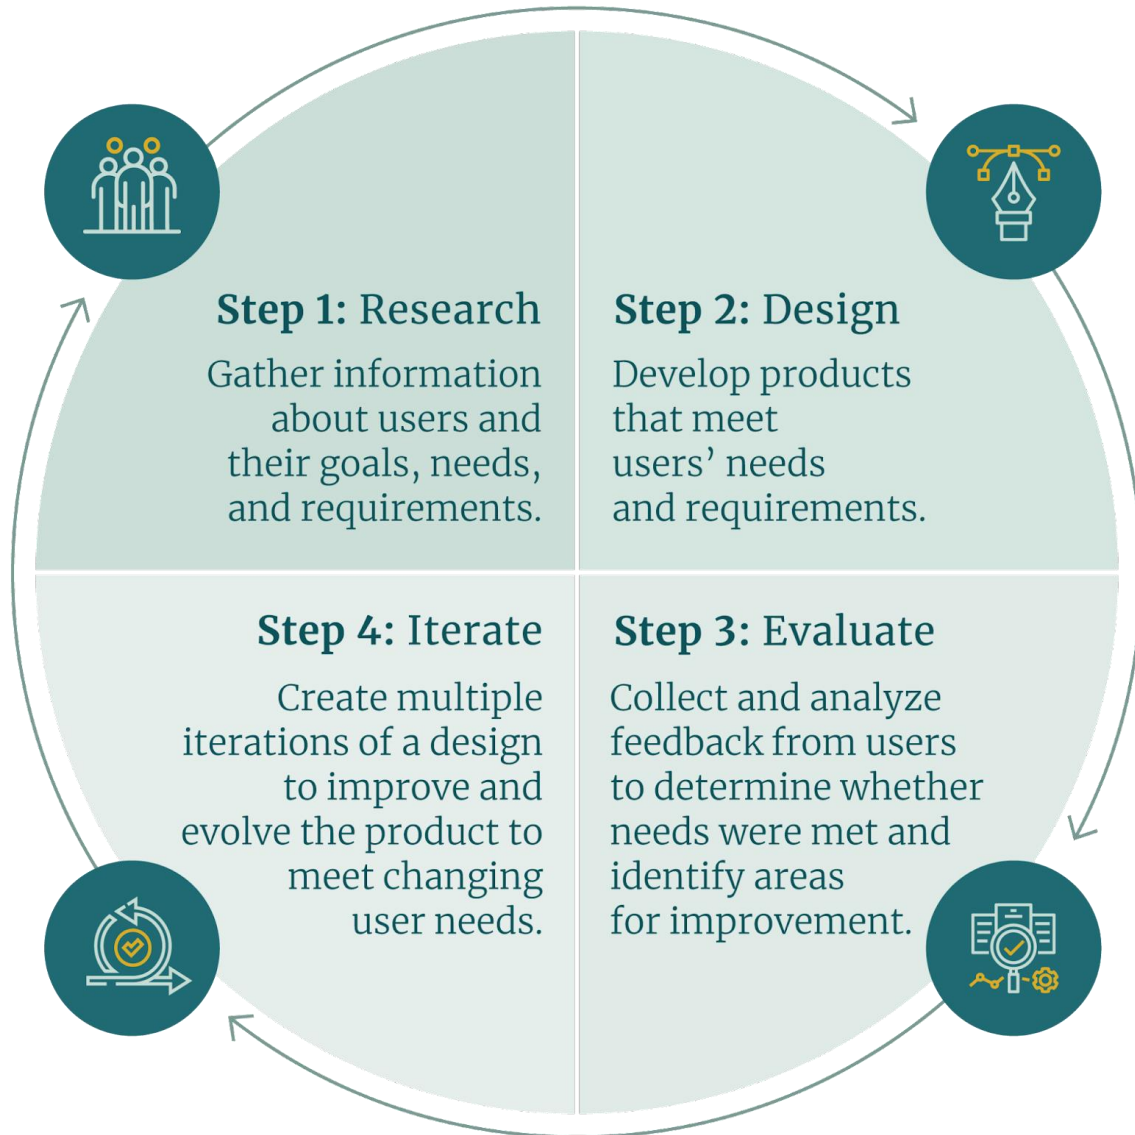 Step 1: Research
Gather information
about users and
their goals, needs,
and requirements.
Step 2: Design
Develop products
that meet
users’ needs
and requirements.
Step 3: Evaluate
Collect and analyze
feedback from users
to determine whether
needs were met and
identify areas
for improvement.
Step 4: Iterate
Create multiple
iterations of a design
to improve and
evolve the product to
meet changing
user needs.